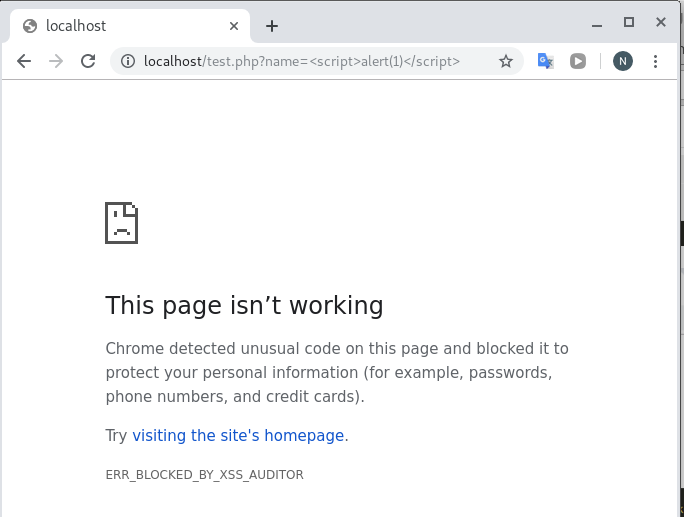 localhost
localhost/test.php?name=<script>alert(1)</script>
N
This page isn’t working
Chrome detected unusual code on this page and blocked it to
protect your personal information (for example, passwords,
phone numbers, and credit cards).
Try visiting the site's homepage.
ERR_BLOCKED_BY_XSS_AUDITOR